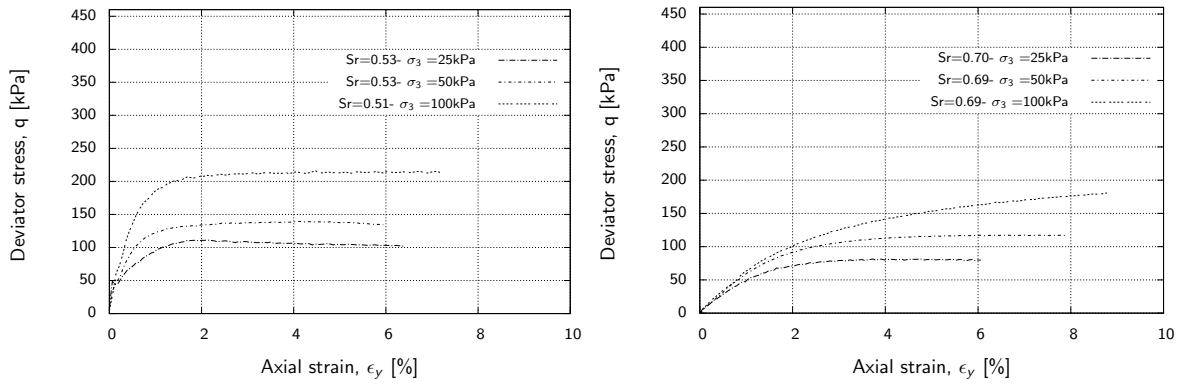 450
400
350
300
250
200
150
100
50
0
Deviator stress, q [kPa]
Sr=0.53- σ3 =25kPa
Sr=0.53- σ3 =50kPa
Sr=0.51- σ3 =100kPa
0 2 4 6 8 10
Axial strain, ϵy [%]
450
400
350
300
250
200
150
100
50
0
Deviator stress, q [kPa]
Sr=0.70- σ3 =25kPa
Sr=0.69- σ3 =50kPa
Sr=0.69- σ3 =100kPa
0 2 4 6 8 10
Axial strain, ϵy [%]